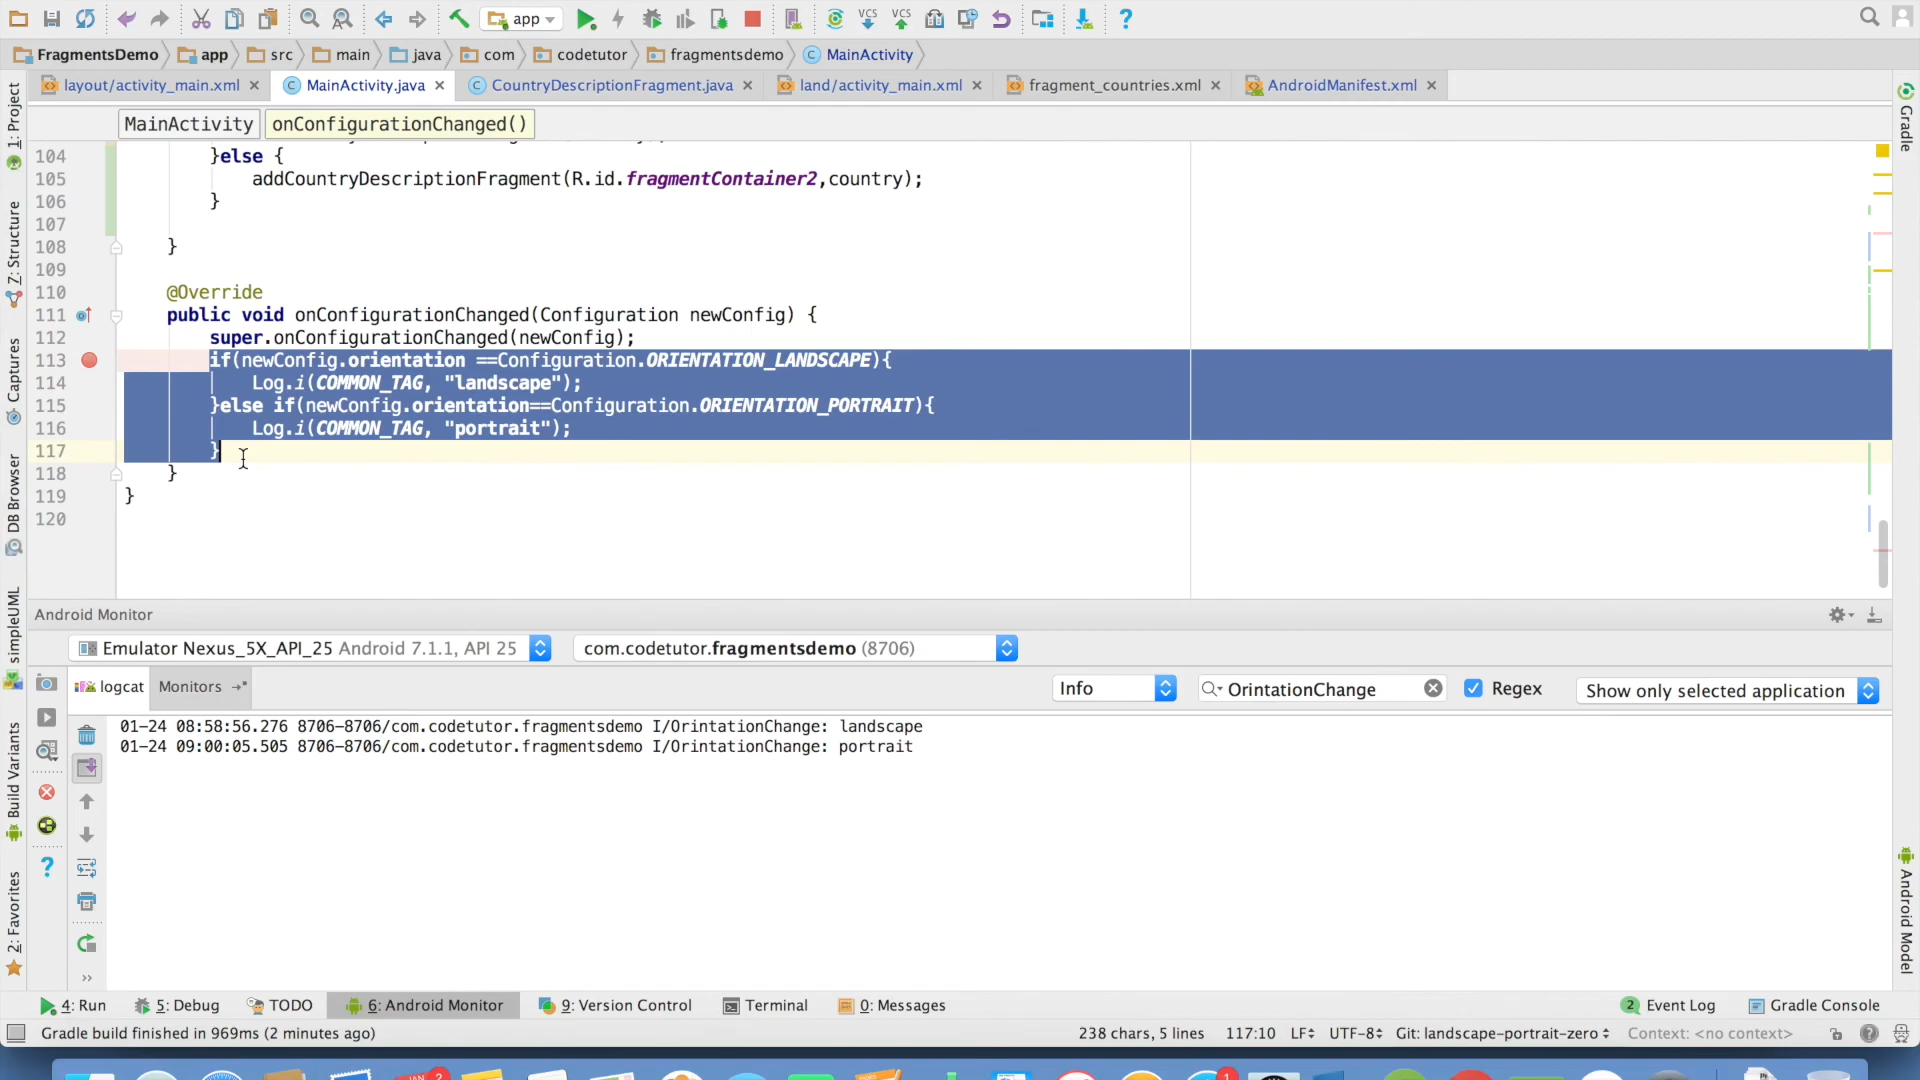 app
FragmentsDemo app src main java com codetutor fragmentsdemo MainActivity
layout/activity_main.xml MainActivity.java CountryDescriptionFragment.java land/activity_main.xml fragment_countries.xml AndroidManifest.xml
MainActivity onConfigurationChanged()
104 }else {
105 addCountryDescriptionFragment(R.id.fragmentContainer2,country);
106 }
107
108 }
109
110 @Override
111 public void onConfigurationChanged(Configuration newConfig) {
112 super.onConfigurationChanged(newConfig);
113 if(newConfig.orientation ==Configuration.ORIENTATION_LANDSCAPE){
114 Log.i(COMMON_TAG, "landscape");
115 }else if(newConfig.orientation==Configuration.ORIENTATION_PORTRAIT){
116 Log.i(COMMON_TAG, "portrait");
117 }
118 }
119 }
120
1: Project
Z: Structure
Captures
DB Browser
simpleUML
Build Variants
2: Favorites
Gradle
Android Model
Android Monitor
Emulator Nexus_5X_API_25 Android 7.1.1, API 25 com.codetutor.fragmentsdemo (8706)
logcat Monitors Info OrintationChange Regex Show only selected application
01-24 08:58:56.276 8706-8706/com.codetutor.fragmentsdemo I/OrintationChange: landscape
01-24 09:00:05.505 8706-8706/com.codetutor.fragmentsdemo I/OrintationChange: portrait
4: Run 5: Debug TODO 6: Android Monitor 9: Version Control Terminal 0: Messages 2 Event Log Gradle Console
Gradle build finished in 969ms (2 minutes ago) 238 chars, 5 lines 117:10 LF UTF-8 Git: landscape-portrait-zero Context: <no context>